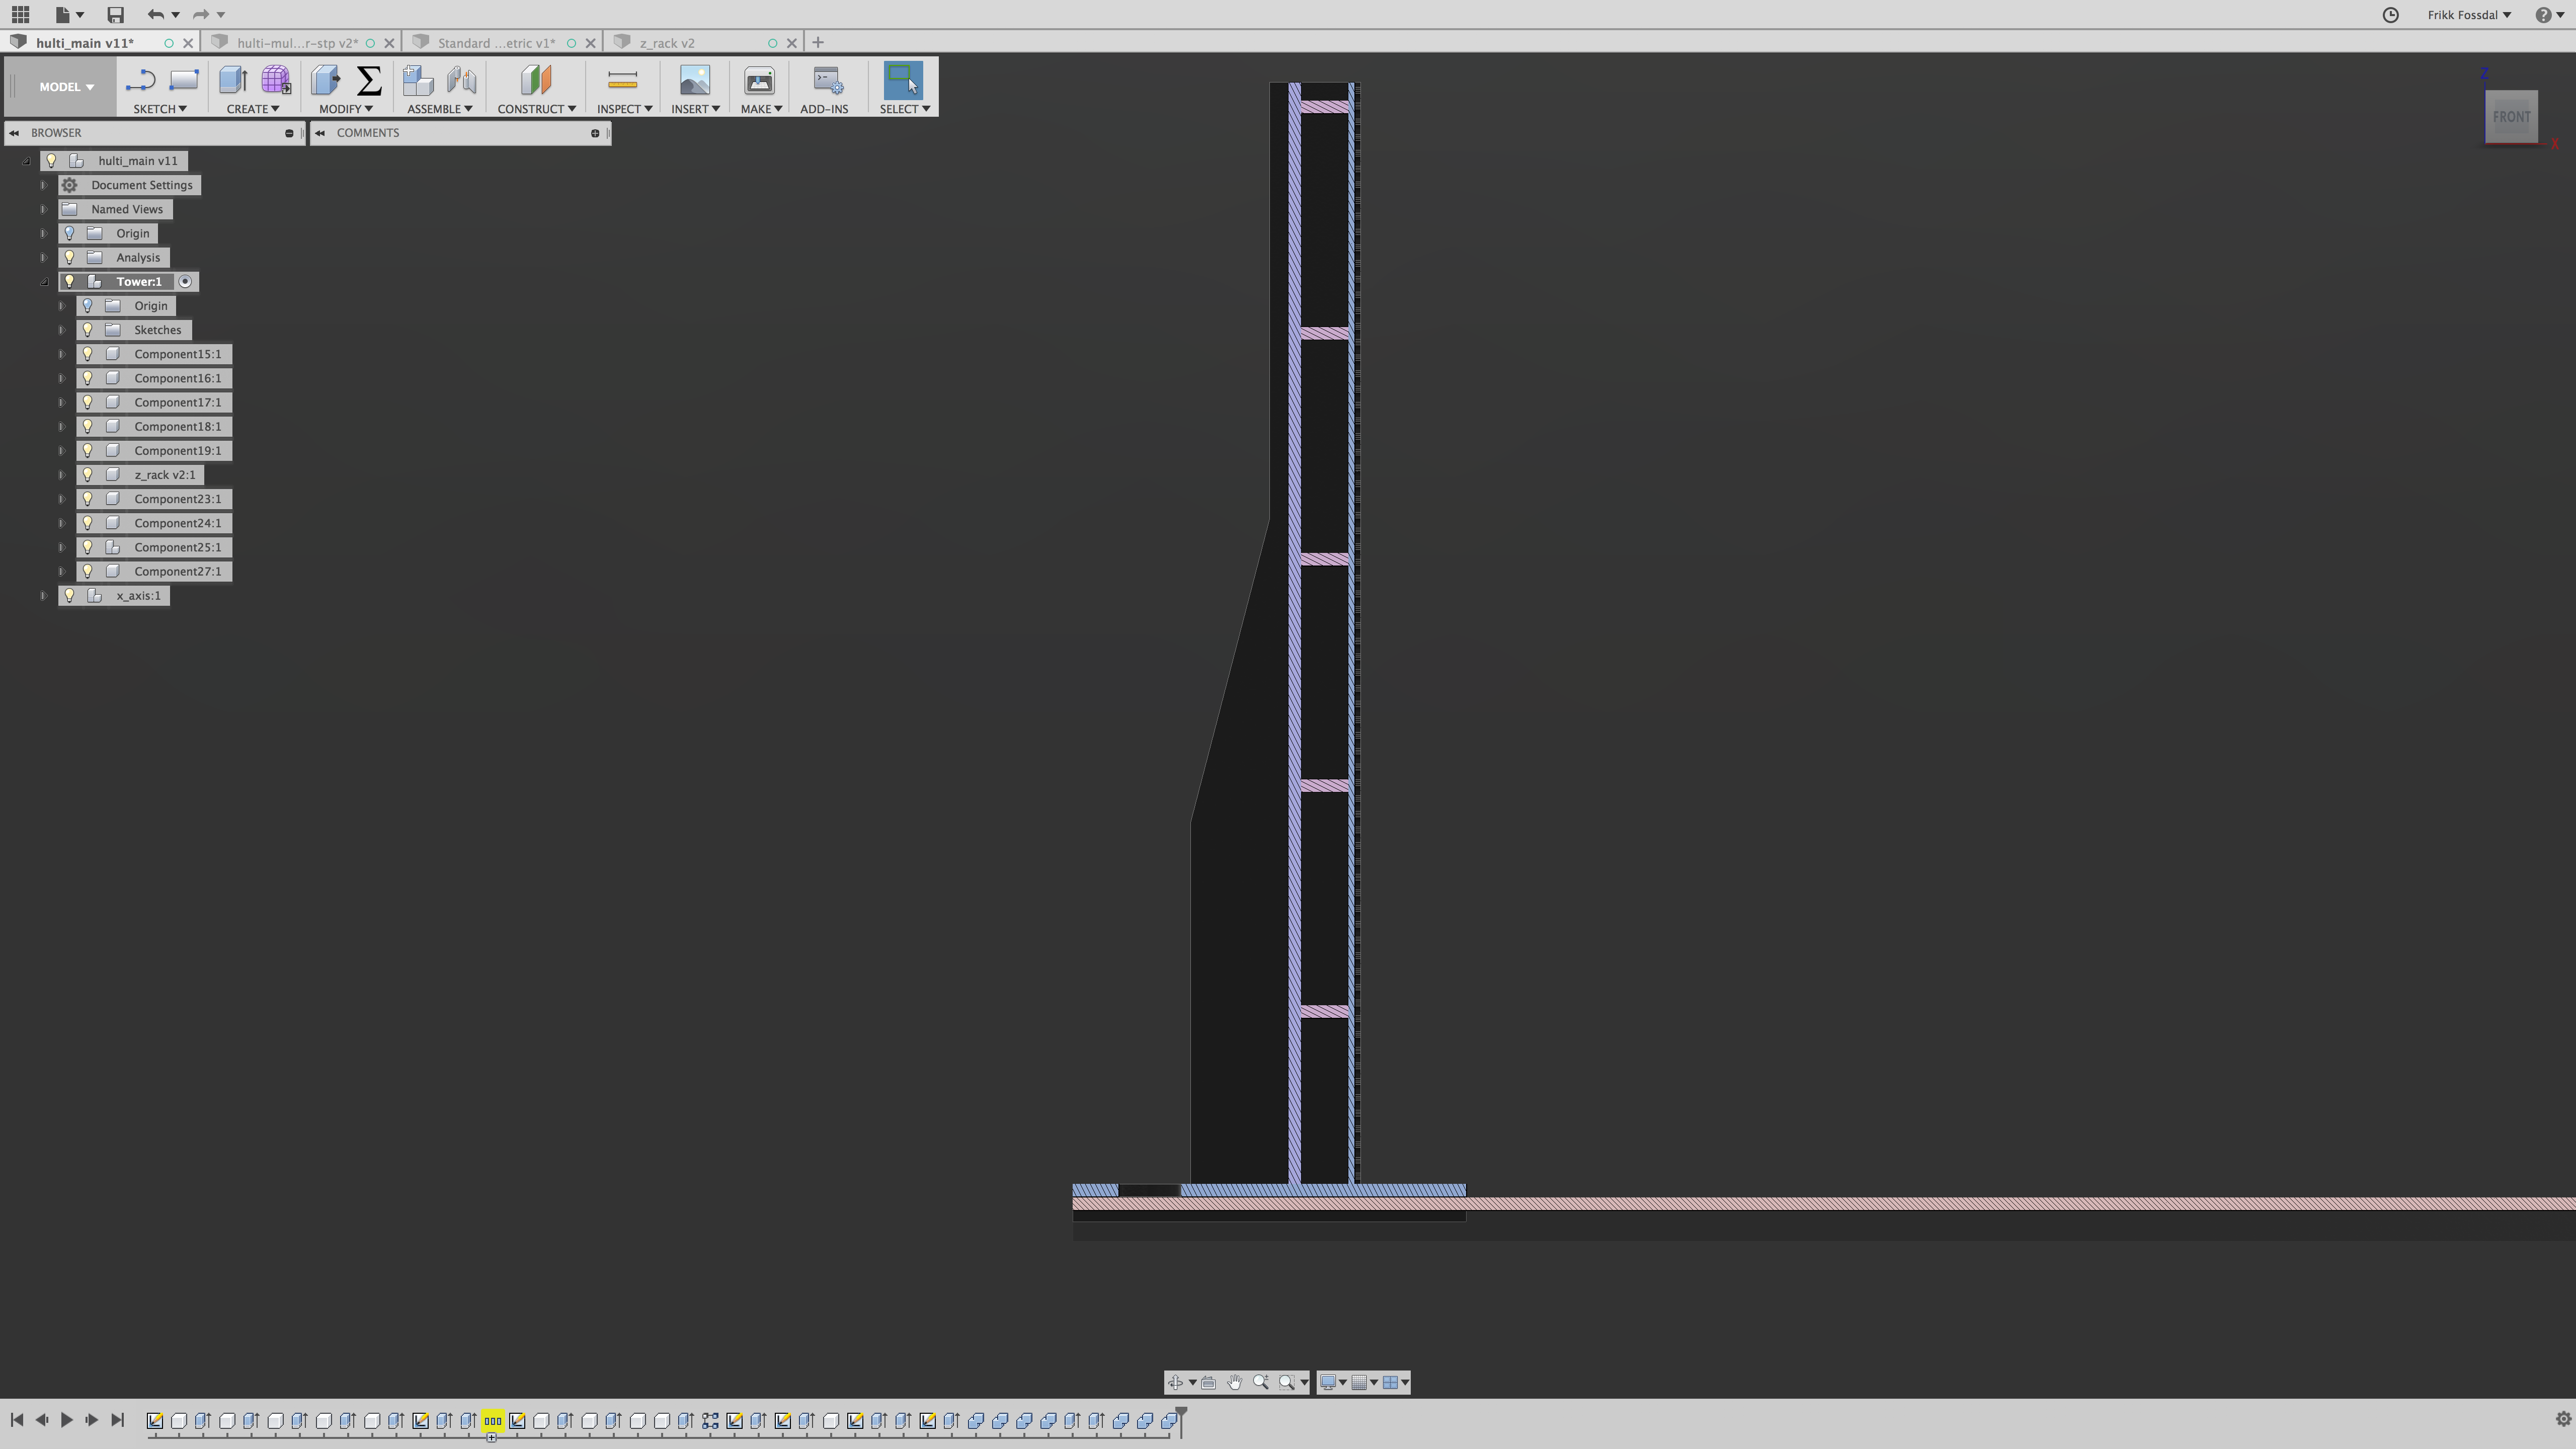 Frikk Fossdal
hulti_main v11*
hulti-mul...r-stp v2*
Standard ...etric v1*
z_rack v2
MODEL
SKETCH
CREATE
MODIFY
ASSEMBLE
CONSTRUCT
INSPECT
INSERT
MAKE
ADD-INS
SELECT
BROWSER
COMMENTS
Z
FRONT
X
hulti_main v11
Document Settings
Named Views
Origin
Analysis
Tower:1
Origin
Sketches
Component15:1
Component16:1
Component17:1
Component18:1
Component19:1
z_rack v2:1
Component23:1
Component24:1
Component25:1
Component27:1
x_axis:1